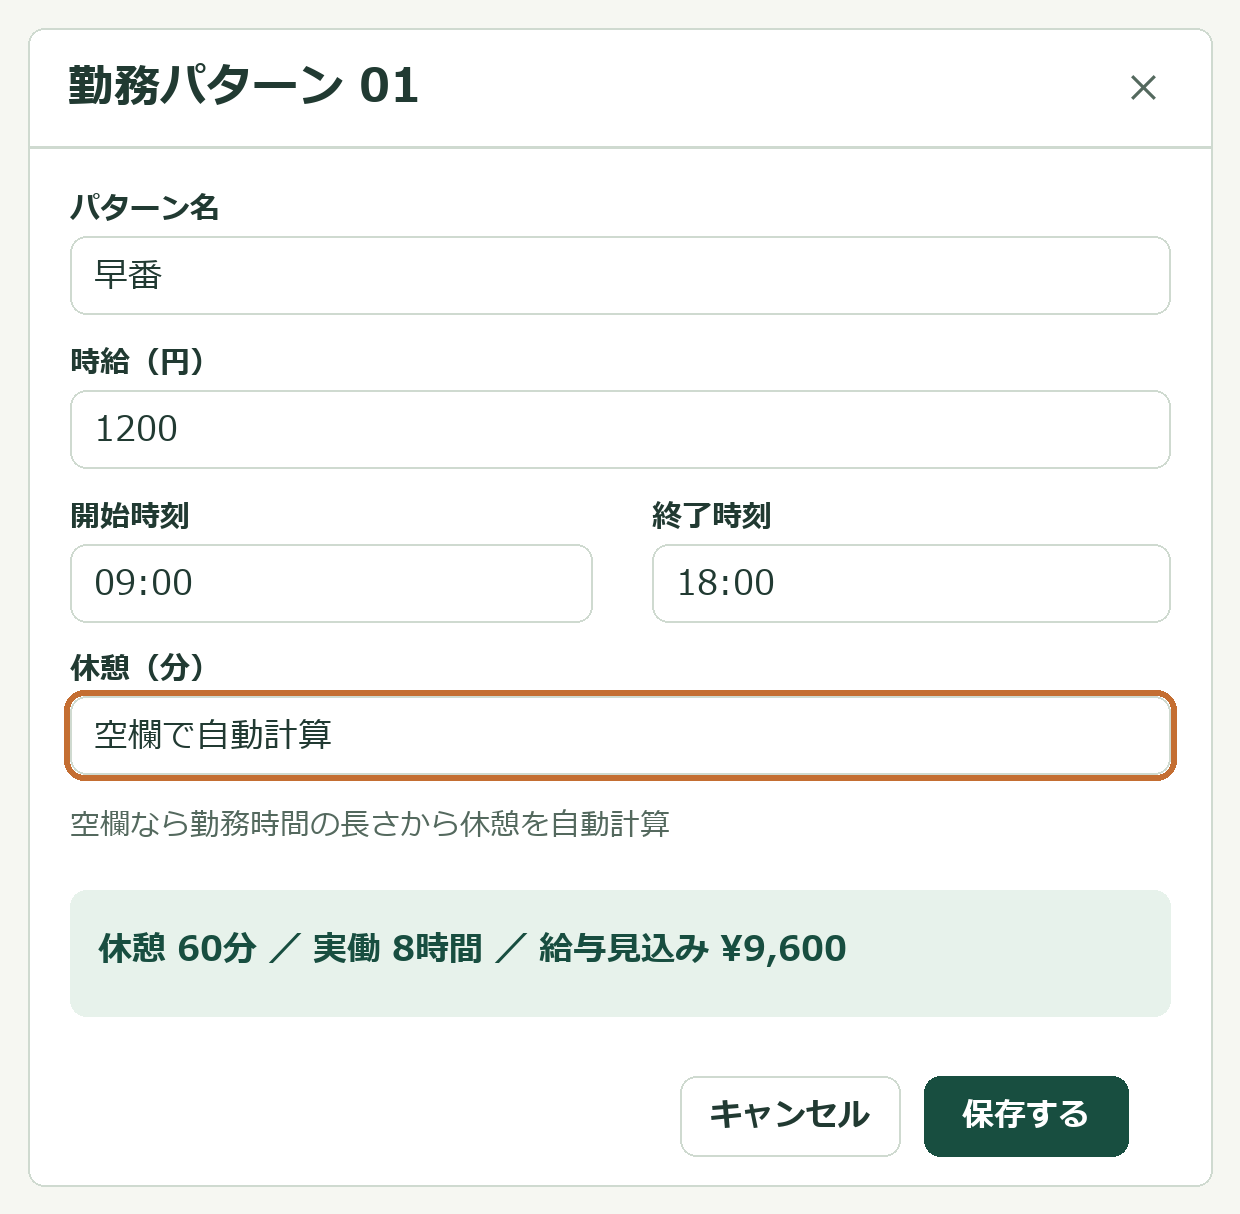 勤務パターン 01
パターン名
早番
時給（円）
1200
開始時刻
終了時刻
09:00
18:00
休憩（分）
空欄で自動計算
空欄なら勤務時間の長さから休憩を自動計算
休憩 60分 ／ 実働 8時間 ／ 給与見込み ¥9,600
キャンセル
保存する